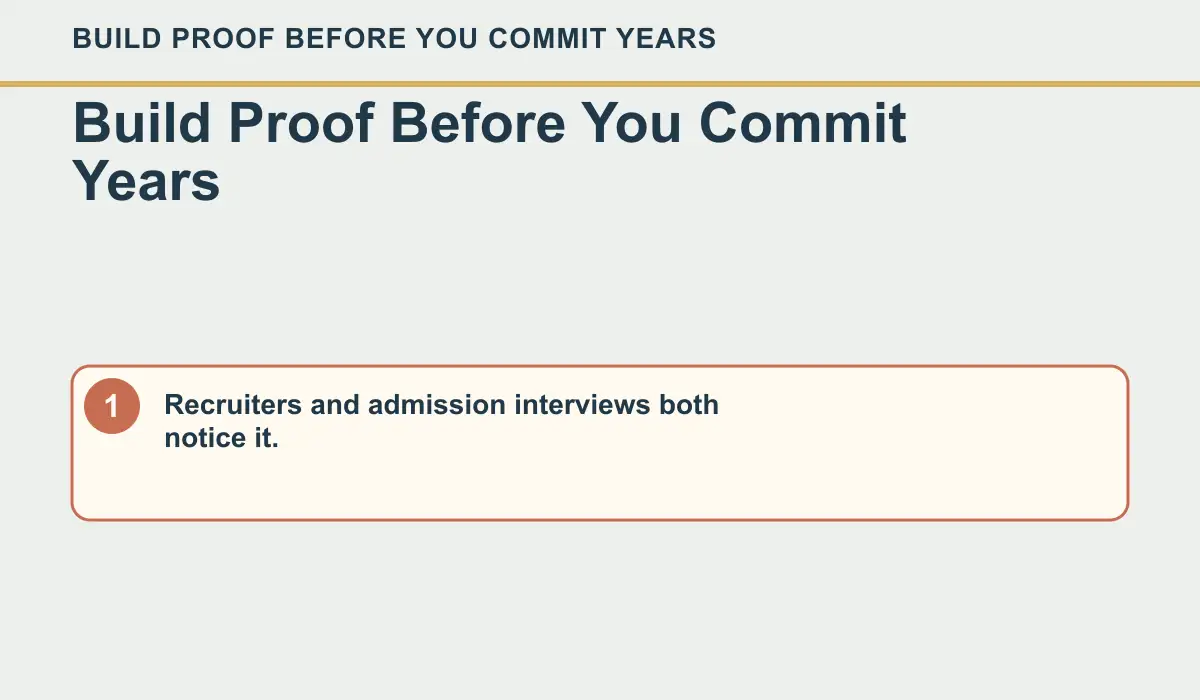 BUILD PROOF BEFORE YOU COMMIT YEARS
Build Proof Before You Commit
Years
1
Recruiters and admission interviews both
notice it.